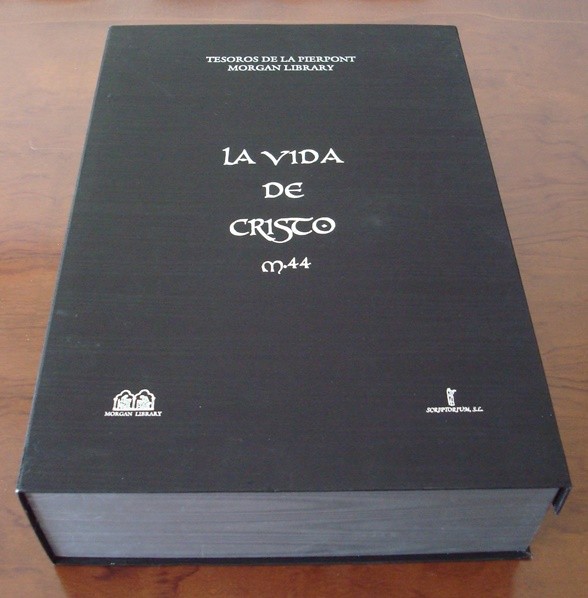 TESOROS DE LA PIERPONT
MORGAN LIBRARY
LA VIDA
DE
CRISTO
M.44
MORGAN LIBRARY
SCRIPTORIUM, S.L.